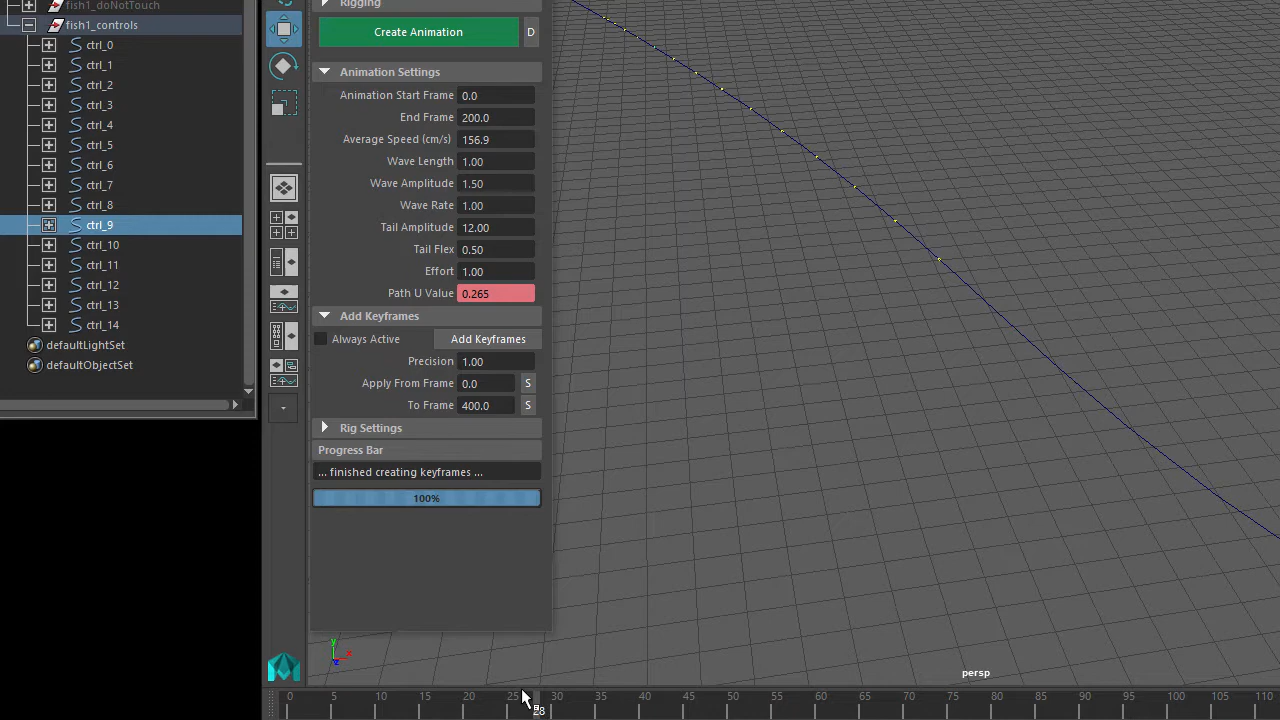 fish1_doNotTouch
fish1_controls
ctrl_0
ctrl_1
ctrl_2
ctrl_3
ctrl_4
ctrl_5
ctrl_6
ctrl_7
ctrl_8
ctrl_9
ctrl_10
ctrl_11
ctrl_12
ctrl_13
ctrl_14
defaultLightSet
defaultObjectSet
Rigging
Create Animation D
Animation Settings
Animation Start Frame 0.0
End Frame 200.0
Average Speed (cm/s) 156.9
Wave Length 1.00
Wave Amplitude 1.50
Wave Rate 1.00
Tail Amplitude 12.00
Tail Flex 0.50
Effort 1.00
Path U Value 0.265
Add Keyframes
Always Active Add Keyframes
Precision 1.00
Apply From Frame 0.0 S
To Frame 400.0 S
Rig Settings
Progress Bar
... finished creating keyframes ...
100%
y
x
z
persp
0 5 10 15 20 25 30 35 40 45 50 55 60 65 70 75 80 85 90 95 100 105 110
28